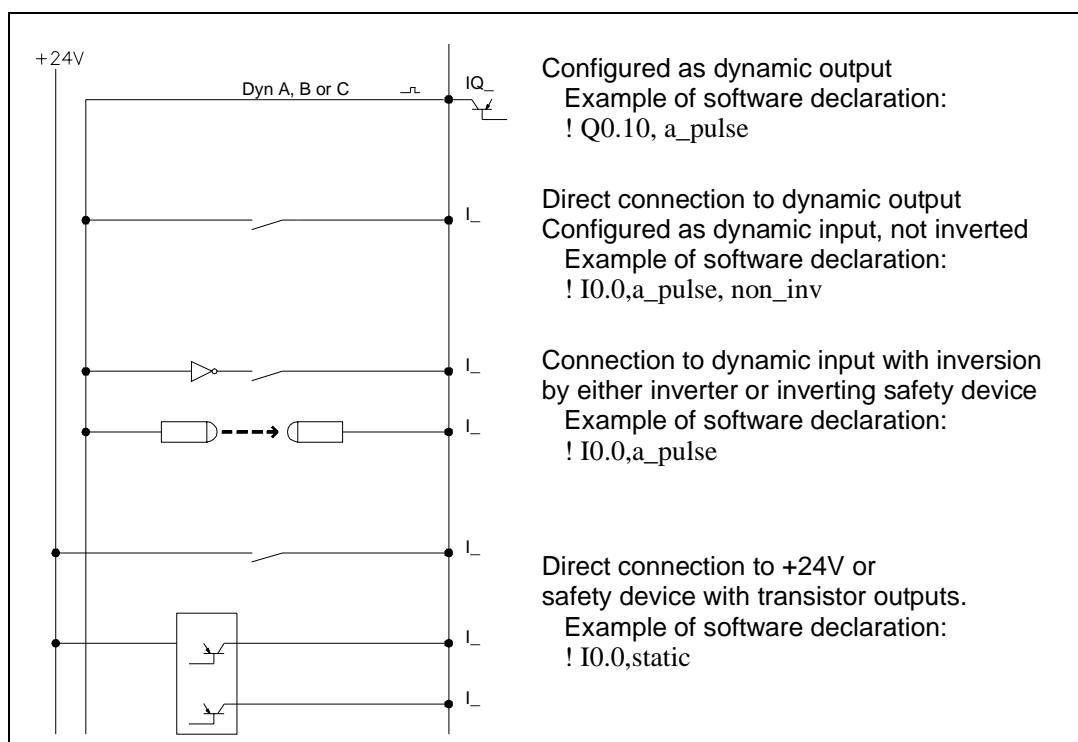 +24V
Dyn A, B or C
IQ_
Configured as dynamic output
Example of software declaration:
! Q0.10, a_pulse
I_
Direct connection to dynamic output
Configured as dynamic input, not inverted
Example of software declaration:
! I0.0,a_pulse, non_inv
I_
Connection to dynamic input with inversion
by either inverter or inverting safety device
Example of software declaration:
! I0.0,a_pulse
I_
I_
Direct connection to +24V or
safety device with transistor outputs.
Example of software declaration:
! I0.0,static
I_
I_